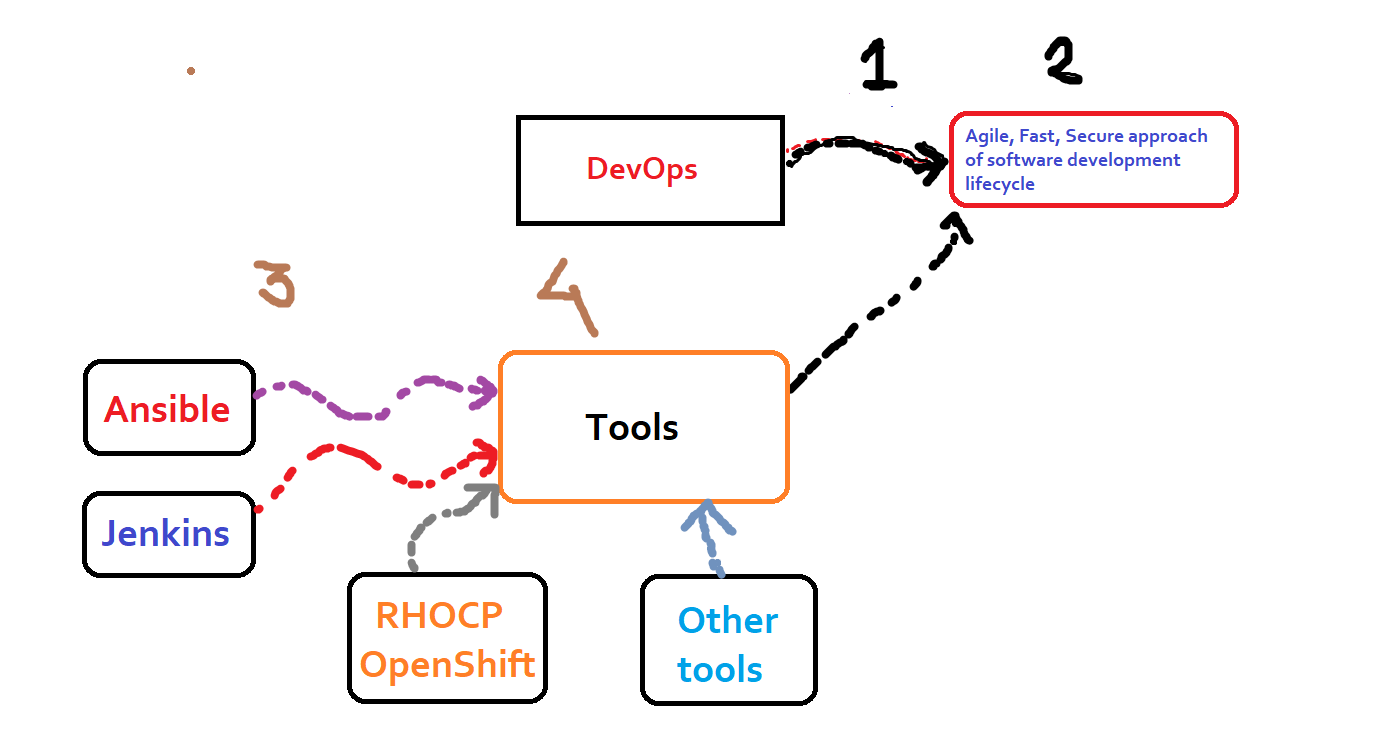 1
2
DevOps
Agile, Fast, Secure approach
of software development
lifecycle
3
4
Ansible
Tools
Jenkins
RHOCP
OpenShift
Other
tools